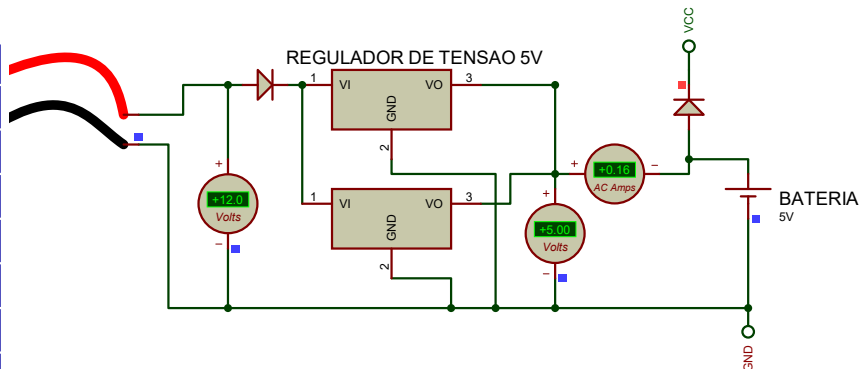 VCC
REGULADOR DE TENSAO 5V
1
VI
VO
3
GND
2
+
+12.0
Volts
−
1
VI
VO
3
GND
2
+
+0.16
AC Amps
−
+
+5.00
Volts
−
BATERIA
5V
GND